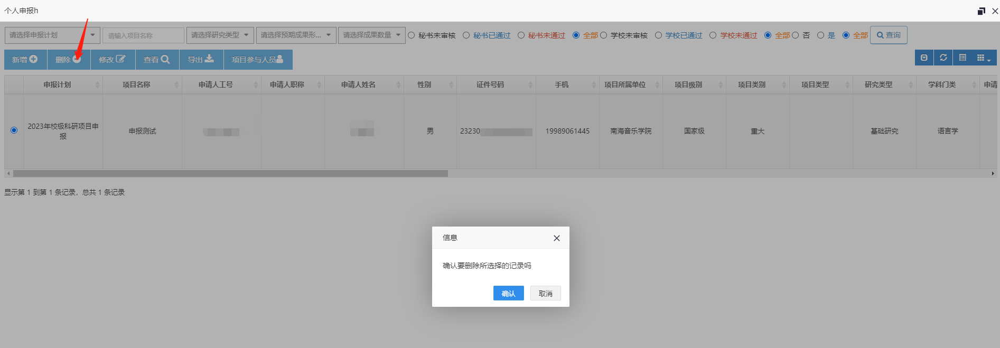 个人申报h
请选择申报计划 请输入项目名称 请选择研究类型 请选择预期成果形... 请选择成果数量 秘书未审核 秘书已通过 秘书未通过 全部 学校未审核 学校已通过 学校未通过 全部 否 是 全部 查询
新增 删除 修改 查看 导出 项目参与人员
申报计划 项目名称 申请人工号 申请人职称 申请人姓名 性别 证件号码 手机 项目所属单位 项目级别 项目类别 项目类型 研究类型 学科门类 申请
2023年校级科研项目申报 申报测试 男 23230 19989061445 南海音乐学院 国家级 重大 基础研究 语言学
显示第 1 到第 1 条记录，总共 1 条记录
信息
确认要删除所选择的记录吗
确认 取消